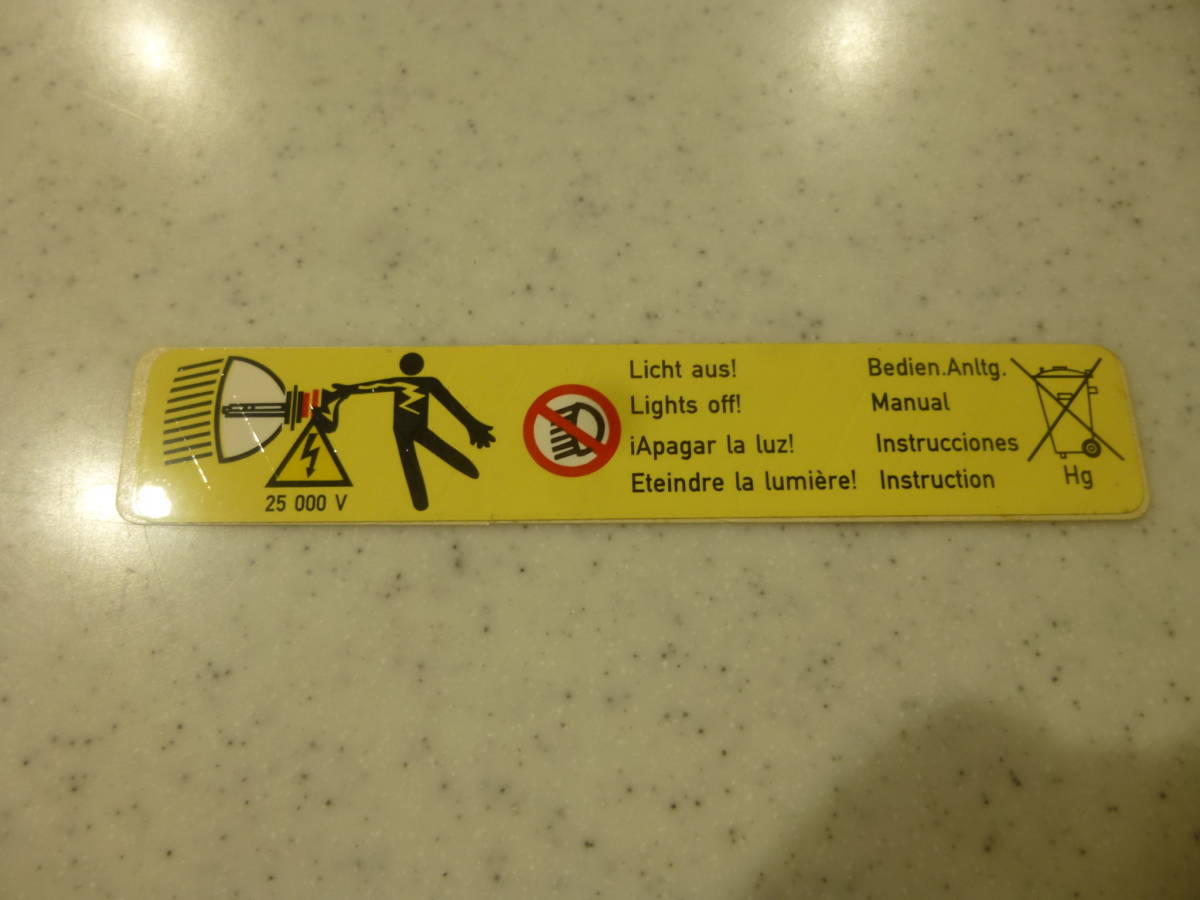 25 000 V
Licht aus!
Lights off!
¡Apagar la luz!
Eteindre la lumière!
Bedien.Anltg.
Manual
Instrucciones
Instruction
Hg